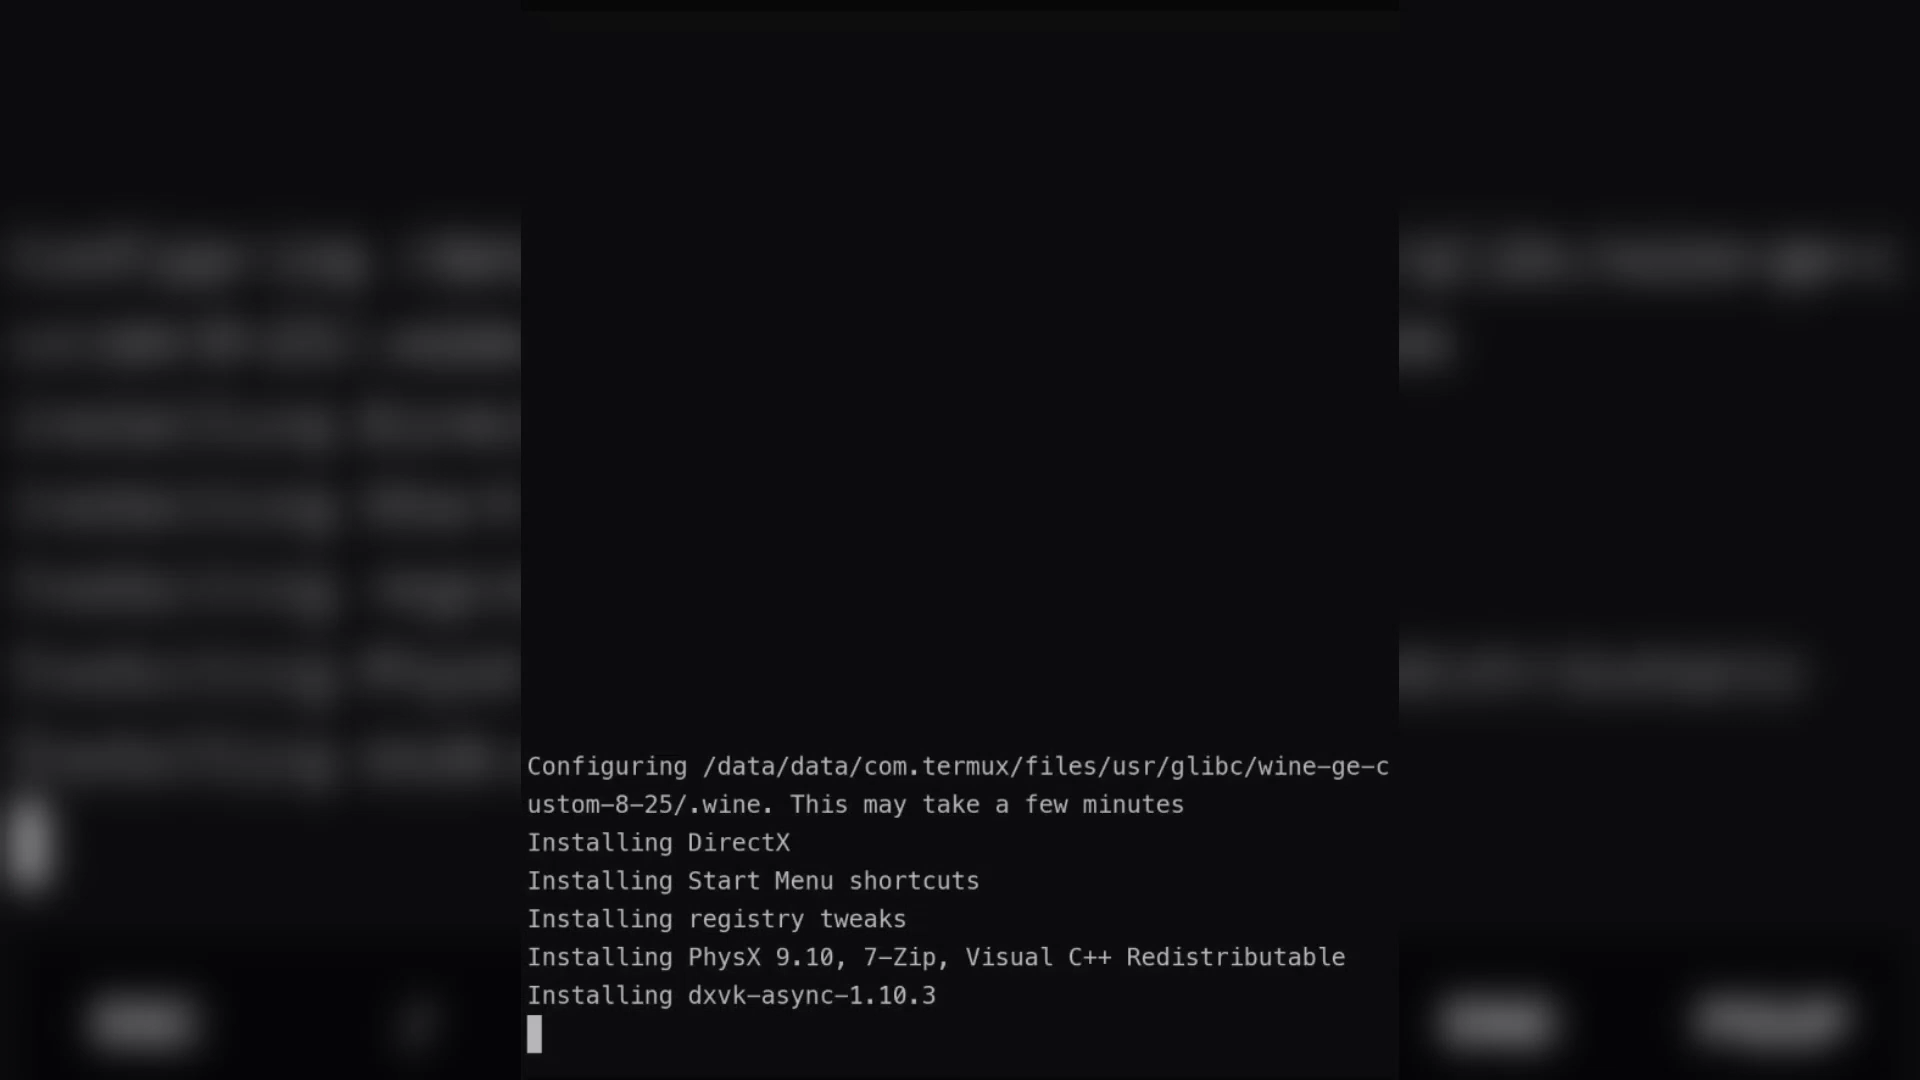 Configuring /data/data/com.termux/files/usr/glibc/wine-ge-c
ustom-8-25/.wine. This may take a few minutes
Installing DirectX
Installing Start Menu shortcuts
Installing registry tweaks
Installing PhysX 9.10, 7-Zip, Visual C++ Redistributable
Installing dxvk-async-1.10.3